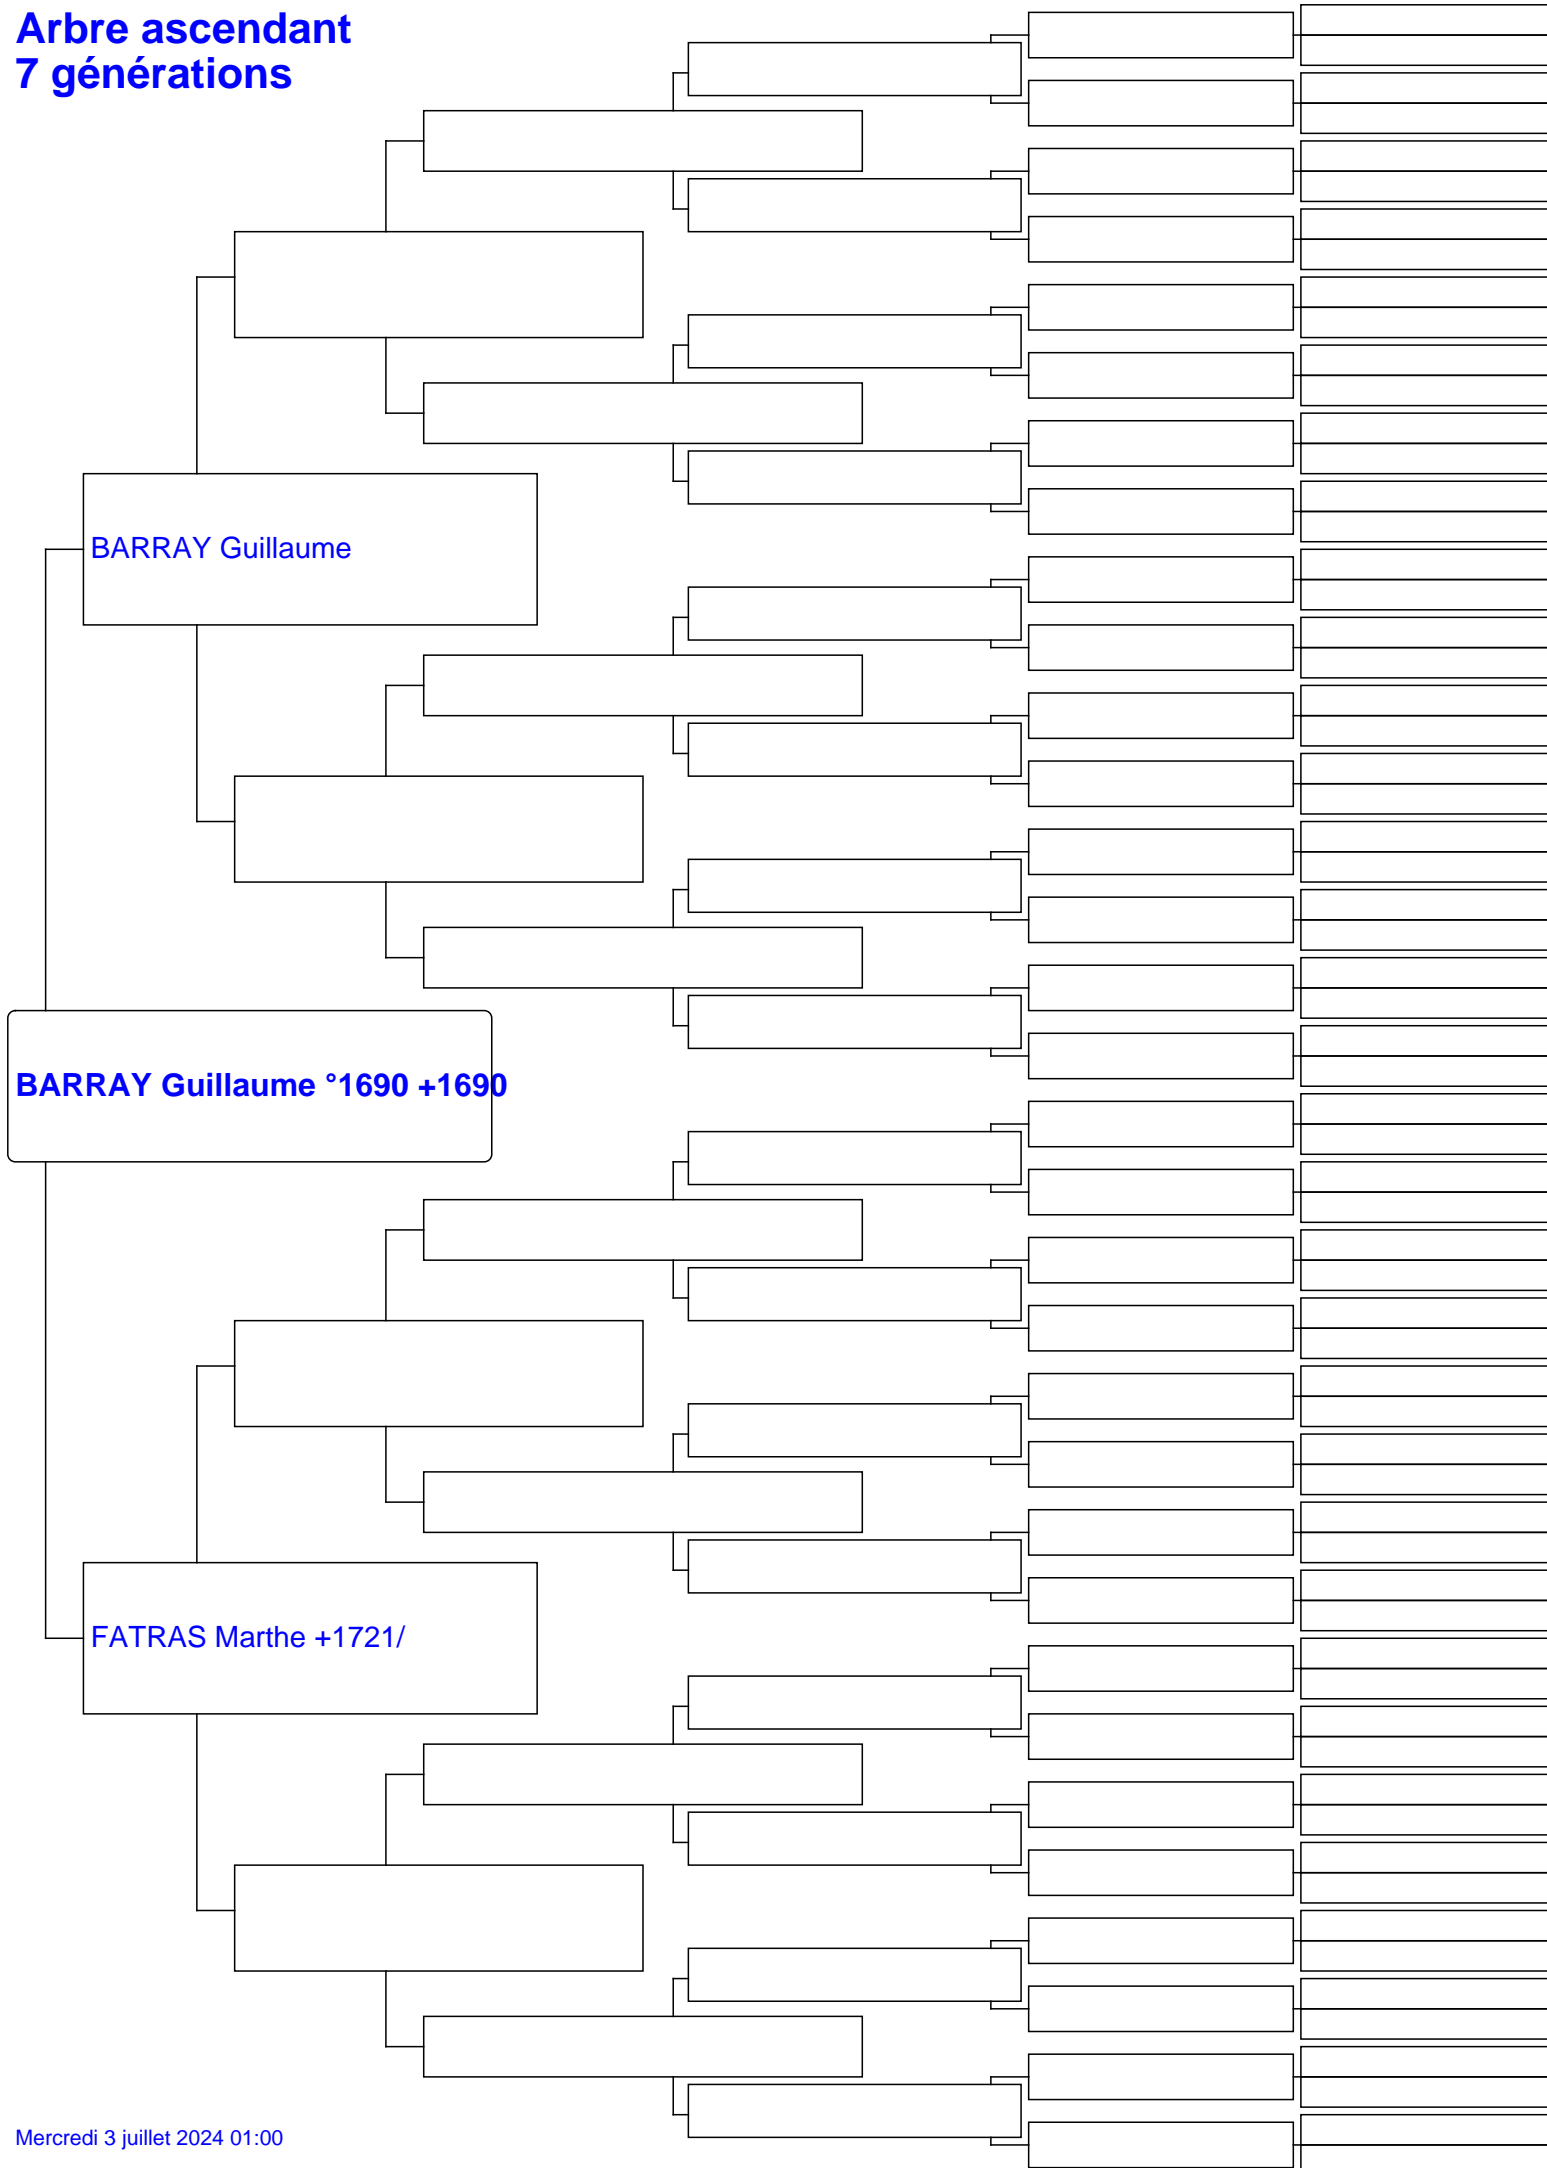 Arbre ascendant
7 générations
BARRAY Guillaume
BARRAY Guillaume °1690 +1690
FATRAS Marthe +1721/
Mercredi 3 juillet 2024 01:00